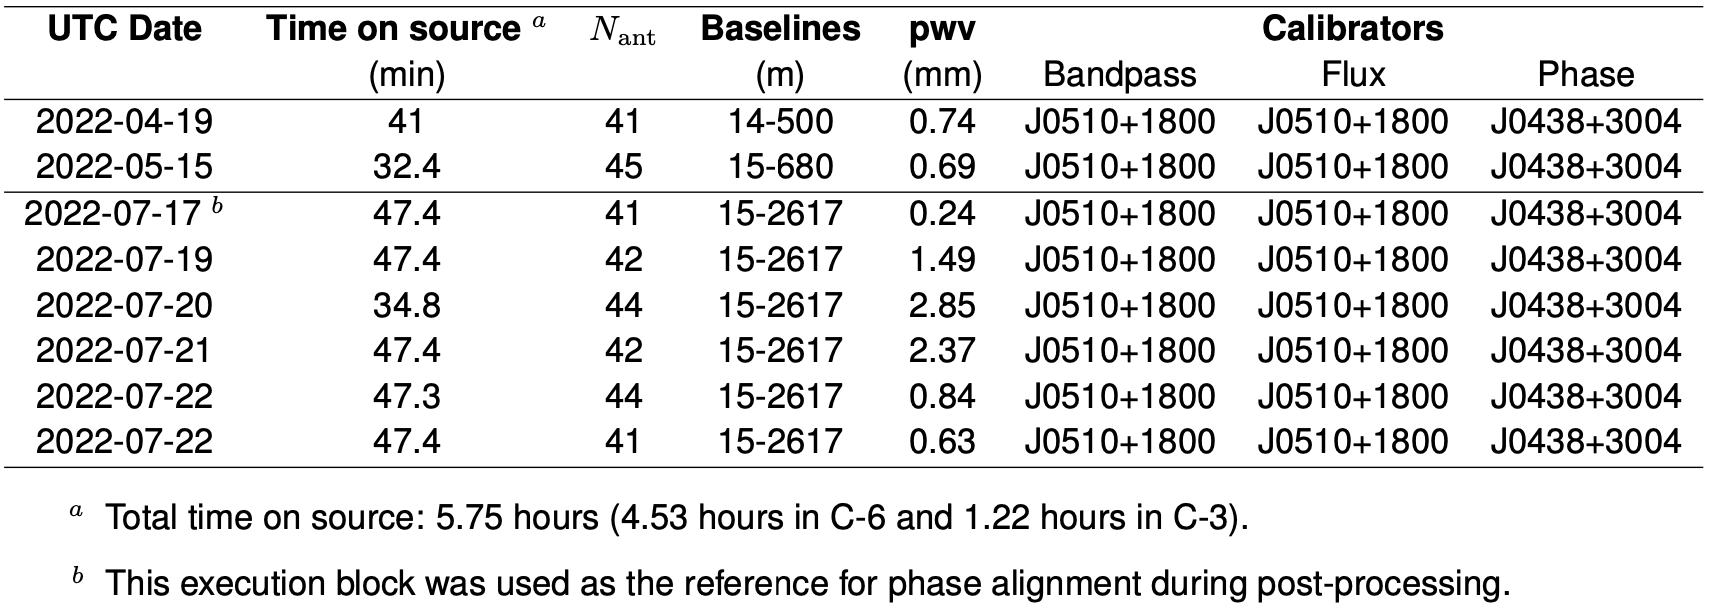 UTC Date Time on source a N_ant Baselines pwv Calibrators
(min) (m) (mm) Bandpass Flux Phase
2022-04-19 41 41 14-500 0.74 J0510+1800 J0510+1800 J0438+3004
2022-05-15 32.4 45 15-680 0.69 J0510+1800 J0510+1800 J0438+3004
2022-07-17 b 47.4 41 15-2617 0.24 J0510+1800 J0510+1800 J0438+3004
2022-07-19 47.4 42 15-2617 1.49 J0510+1800 J0510+1800 J0438+3004
2022-07-20 34.8 44 15-2617 2.85 J0510+1800 J0510+1800 J0438+3004
2022-07-21 47.4 42 15-2617 2.37 J0510+1800 J0510+1800 J0438+3004
2022-07-22 47.3 44 15-2617 0.84 J0510+1800 J0510+1800 J0438+3004
2022-07-22 47.4 41 15-2617 0.63 J0510+1800 J0510+1800 J0438+3004
a Total time on source: 5.75 hours (4.53 hours in C-6 and 1.22 hours in C-3).
b This execution block was used as the reference for phase alignment during post-processing.